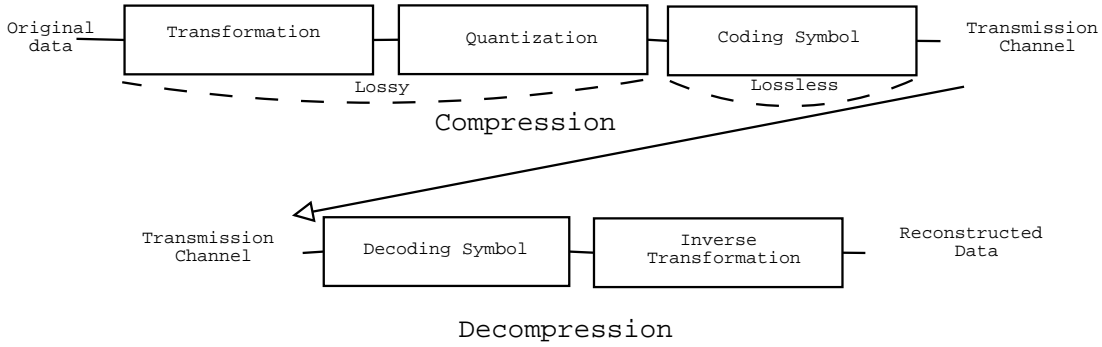 Original
data
Transformation
Quantization
Coding Symbol
Transmission
Channel
Lossy
Lossless
Compression
Transmission
Channel
Decoding Symbol
Inverse
Transformation
Reconstructed
Data
Decompression